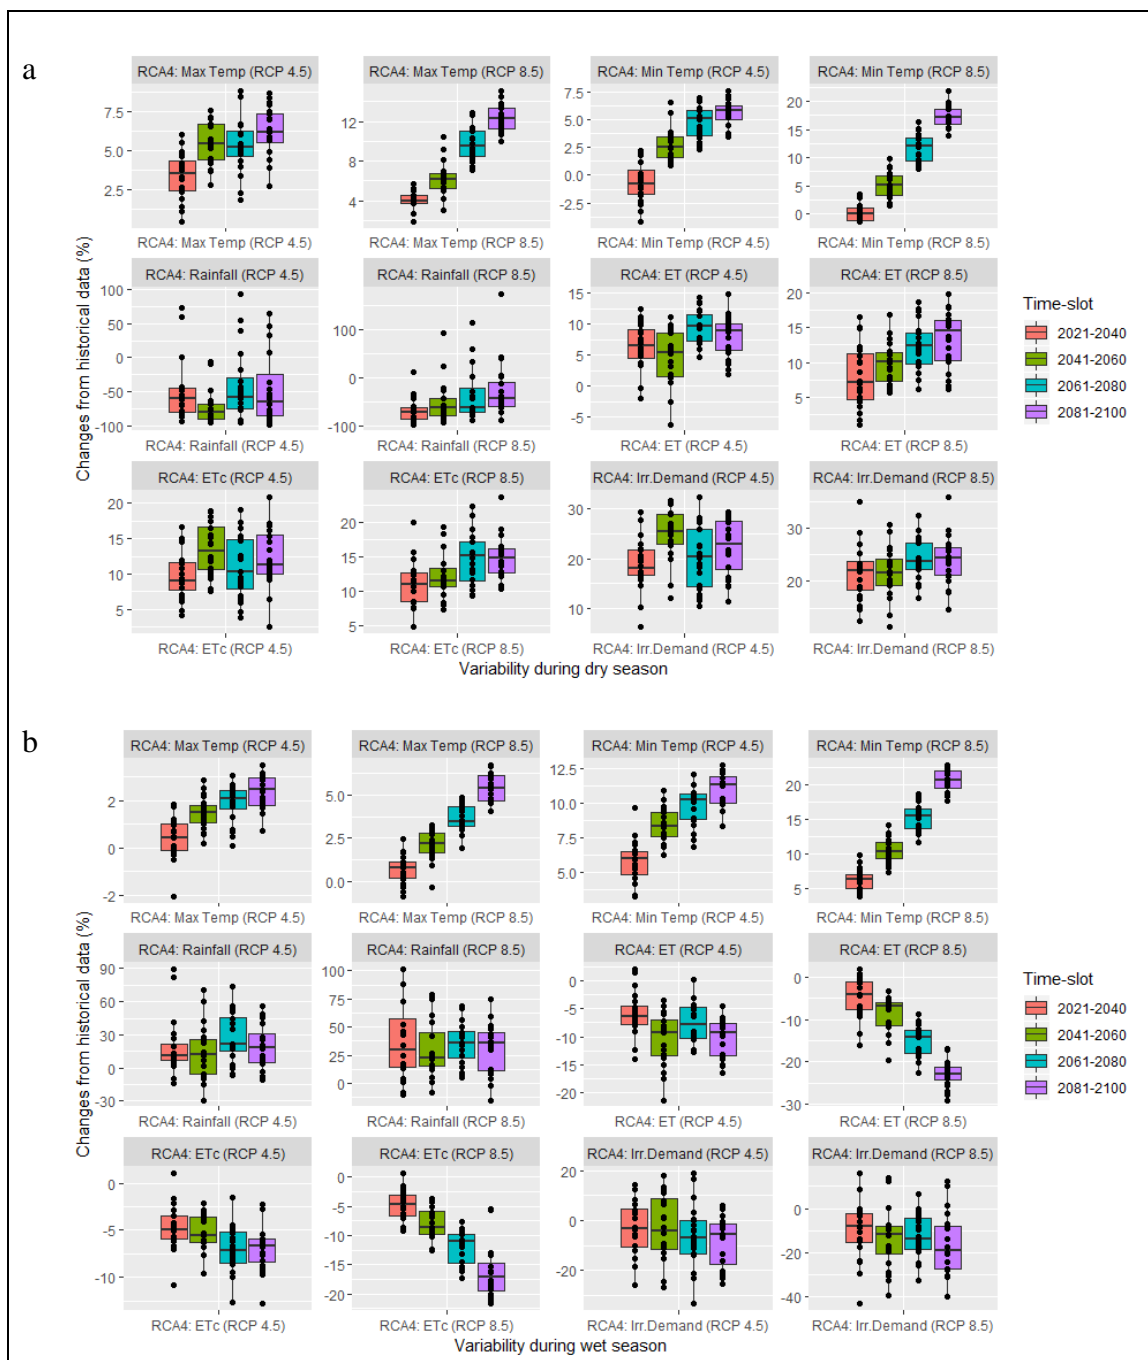 a
RCA4: Max Temp (RCP 4.5)
RCA4: Max Temp (RCP 8.5)
RCA4: Min Temp (RCP 4.5)
RCA4: Min Temp (RCP 8.5)
7.5
5.0
2.5
12
8
4
7.5
5.0
2.5
0.0
-2.5
20
15
10
5
0
RCA4: Max Temp (RCP 4.5)
RCA4: Max Temp (RCP 8.5)
RCA4: Min Temp (RCP 4.5)
RCA4: Min Temp (RCP 8.5)
Changes from historical data (%)
RCA4: Rainfall (RCP 4.5)
RCA4: Rainfall (RCP 8.5)
RCA4: ET (RCP 4.5)
RCA4: ET (RCP 8.5)
100
50
0
-50
-100
100
0
-100
15
10
5
0
-5
20
15
10
5
RCA4: Rainfall (RCP 4.5)
RCA4: Rainfall (RCP 8.5)
RCA4: ET (RCP 4.5)
RCA4: ET (RCP 8.5)
Time-slot
2021-2040
2041-2060
2061-2080
2081-2100
RCA4: ETc (RCP 4.5)
RCA4: ETc (RCP 8.5)
RCA4: Irr.Demand (RCP 4.5)
RCA4: Irr.Demand (RCP 8.5)
20
15
10
5
20
15
10
5
30
20
10
30
20
RCA4: ETc (RCP 4.5)
RCA4: ETc (RCP 8.5)
RCA4: Irr.Demand (RCP 4.5)
RCA4: Irr.Demand (RCP 8.5)
Variability during dry season
b
RCA4: Max Temp (RCP 4.5)
RCA4: Max Temp (RCP 8.5)
RCA4: Min Temp (RCP 4.5)
RCA4: Min Temp (RCP 8.5)
2
0
-2
5.0
2.5
0.0
12.5
10.0
7.5
5.0
20
15
10
5
RCA4: Max Temp (RCP 4.5)
RCA4: Max Temp (RCP 8.5)
RCA4: Min Temp (RCP 4.5)
RCA4: Min Temp (RCP 8.5)
Changes from historical data (%)
RCA4: Rainfall (RCP 4.5)
RCA4: Rainfall (RCP 8.5)
RCA4: ET (RCP 4.5)
RCA4: ET (RCP 8.5)
90
60
30
0
-30
100
75
50
25
0
0
-5
-10
-15
-20
0
-10
-20
-30
RCA4: Rainfall (RCP 4.5)
RCA4: Rainfall (RCP 8.5)
RCA4: ET (RCP 4.5)
RCA4: ET (RCP 8.5)
Time-slot
2021-2040
2041-2060
2061-2080
2081-2100
RCA4: ETc (RCP 4.5)
RCA4: ETc (RCP 8.5)
RCA4: Irr.Demand (RCP 4.5)
RCA4: Irr.Demand (RCP 8.5)
0
-5
-10
0
-5
-10
-15
-20
20
0
-20
0
-20
-40
RCA4: ETc (RCP 4.5)
RCA4: ETc (RCP 8.5)
RCA4: Irr.Demand (RCP 4.5)
RCA4: Irr.Demand (RCP 8.5)
Variability during wet season